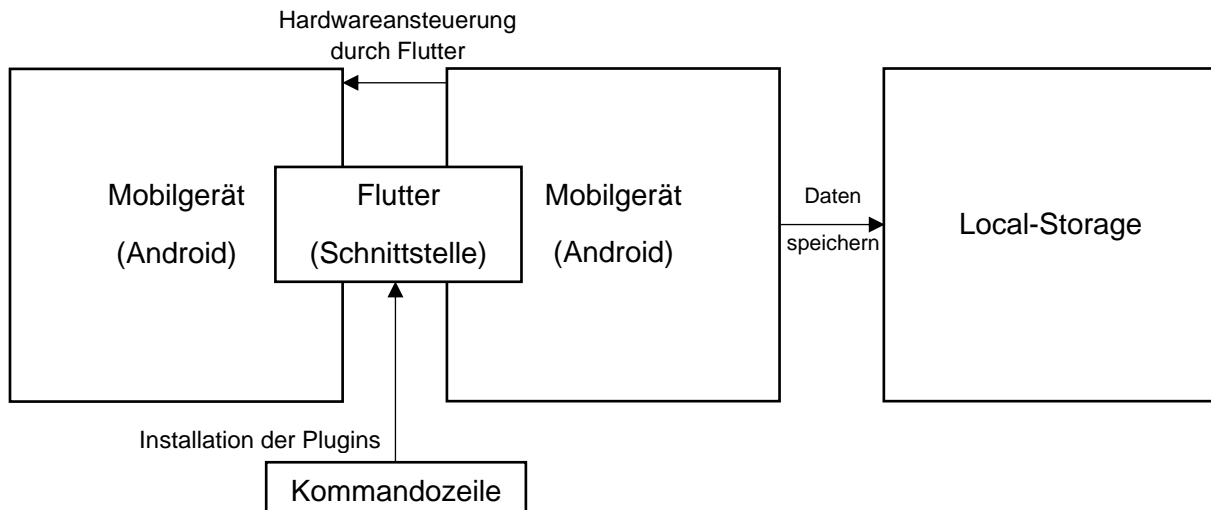 Hardwareansteuerung
durch Flutter
Mobilgerät
(Android)
Flutter
(Schnittstelle)
Mobilgerät
(Android)
Daten
speichern
Local-Storage
Installation der Plugins
Kommandozeile